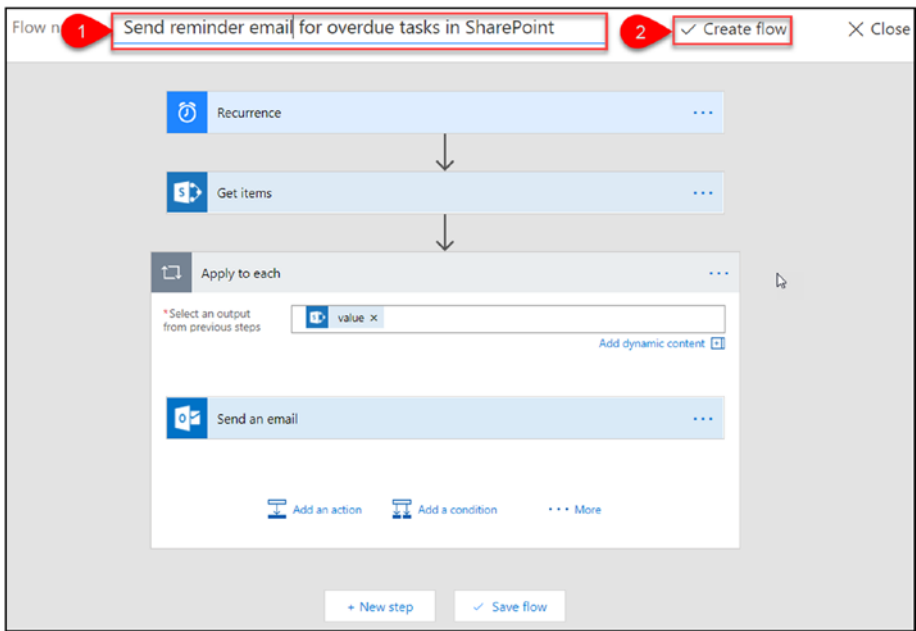 Flow n
1
Send reminder email for overdue tasks in SharePoint
2
Create flow
Close
Recurrence
S
Get items
Apply to each
*Select an output
from previous steps
value ×
Add dynamic content
Send an email
Add an action
Add a condition
More
+ New step
Save flow